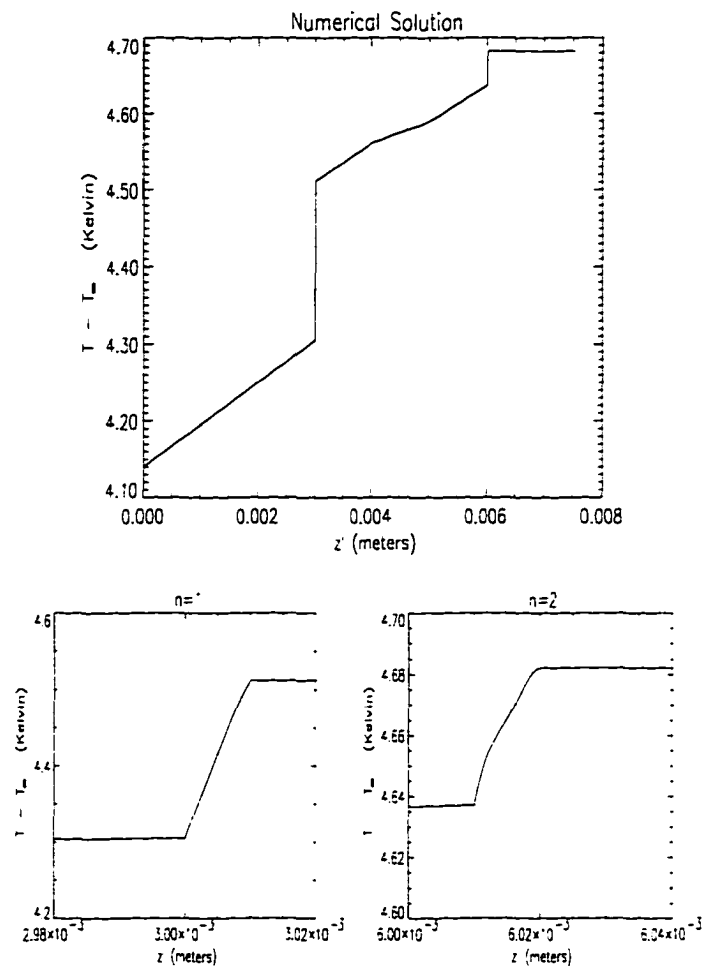 Numerical Solution
4.70
4.60
4.50
4.40
4.30
4.20
4.10
T - T∞ (Kelvin)
0.000 0.002 0.004 0.006 0.008
z' (meters)
n=1
4.6
4.4
4.2
T - T∞ (Kelvin)
2.98×10⁻³ 3.00×10⁻³ 3.02×10⁻³
z (meters)
n=2
4.70
4.68
4.66
4.64
4.62
4.60
T T∞ (Kelvin)
6.00×10⁻³ 6.02×10⁻³ 6.04×10⁻³
z (meters)